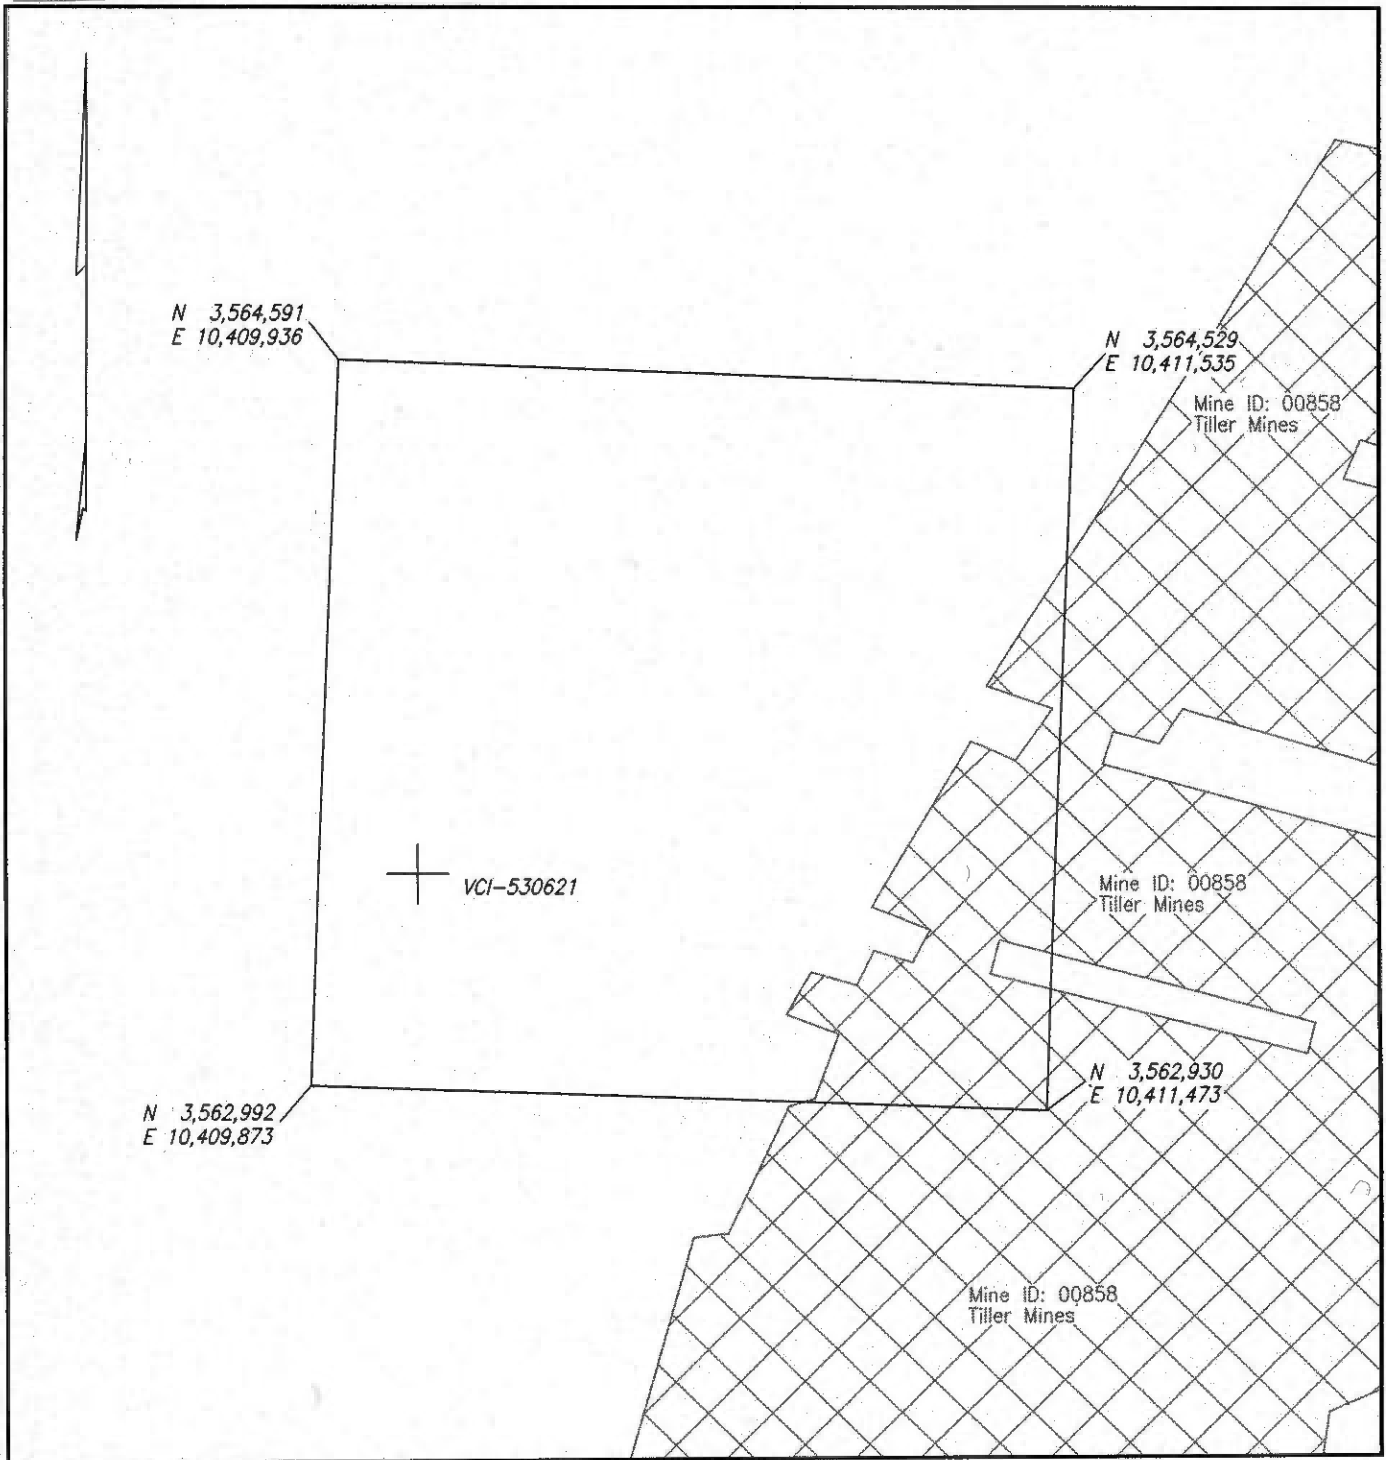 N 3,564,591
E 10,409,936
N 3,564,529
E 10,411,535
Mine ID: 00858
Tiller Mines
VCI-530621
Mine ID: 00858
Tiller Mines
N 3,562,930
E 10,411,473
N 3,562,992
E 10,409,873
Mine ID: 00858
Tiller Mines